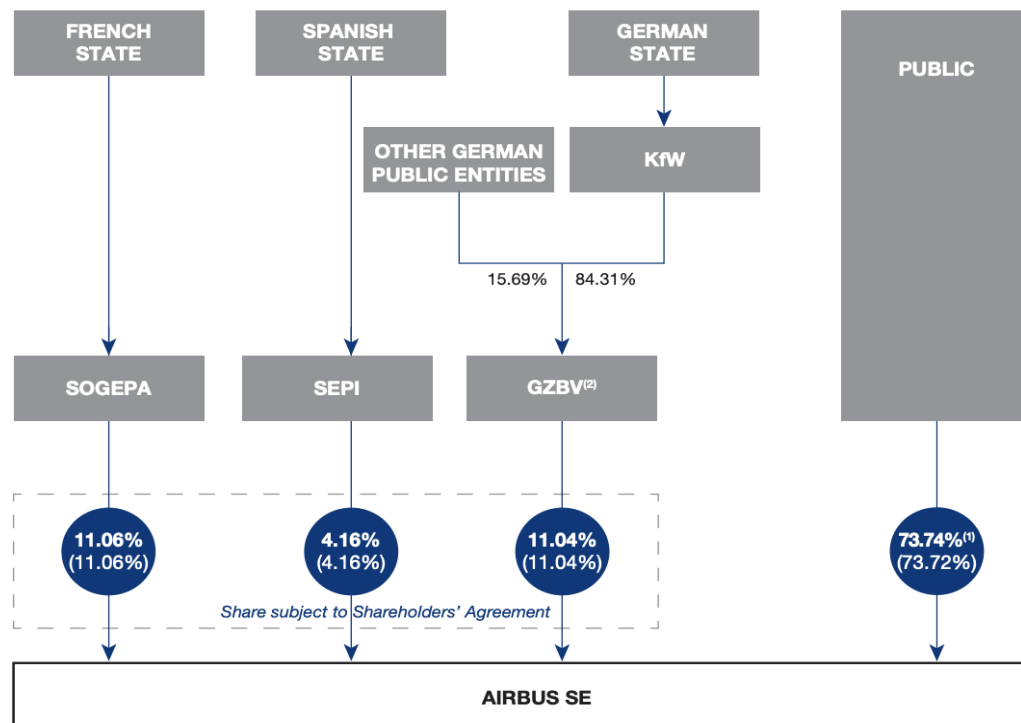 FRENCH
STATE
SPANISH
STATE
GERMAN
STATE
PUBLIC
OTHER GERMAN
PUBLIC ENTITIES
KfW
15.69%
84.31%
SOGEPA
SEPI
GZBV(2)
11.06%
(11.06%)
4.16%
(4.16%)
11.04%
(11.04%)
73.74%(1)
(73.72%)
Share subject to Shareholders' Agreement
AIRBUS SE